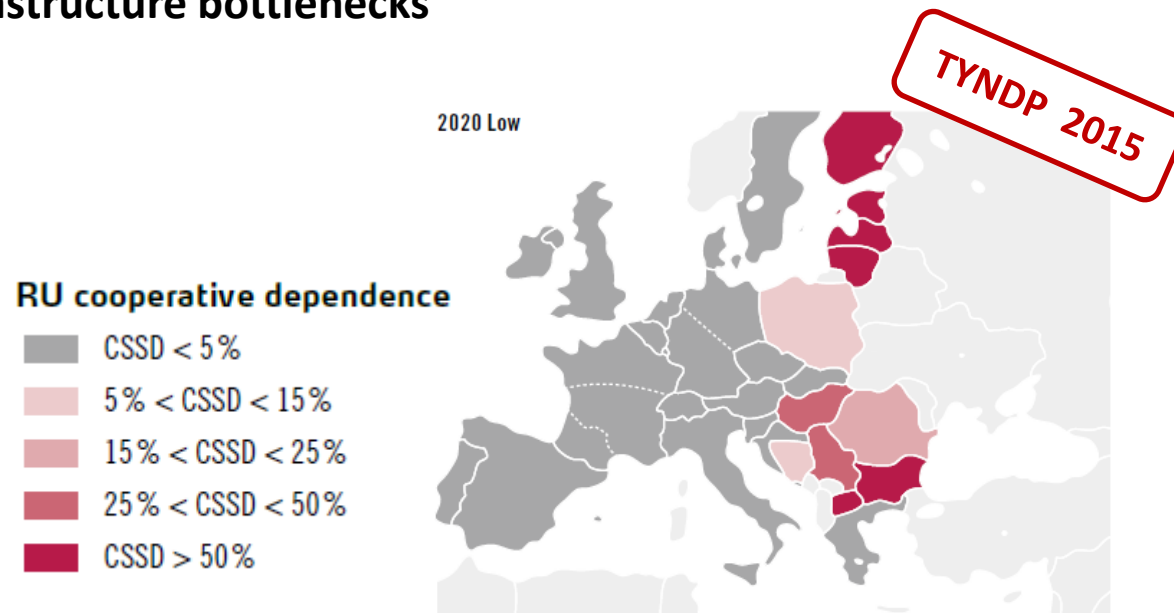 bottlenecks
TYNDP 2015
2020 Low
RU cooperative dependence
CSSD < 5%
5% < CSSD < 15%
15% < CSSD < 25%
25% < CSSD < 50%
CSSD > 50%